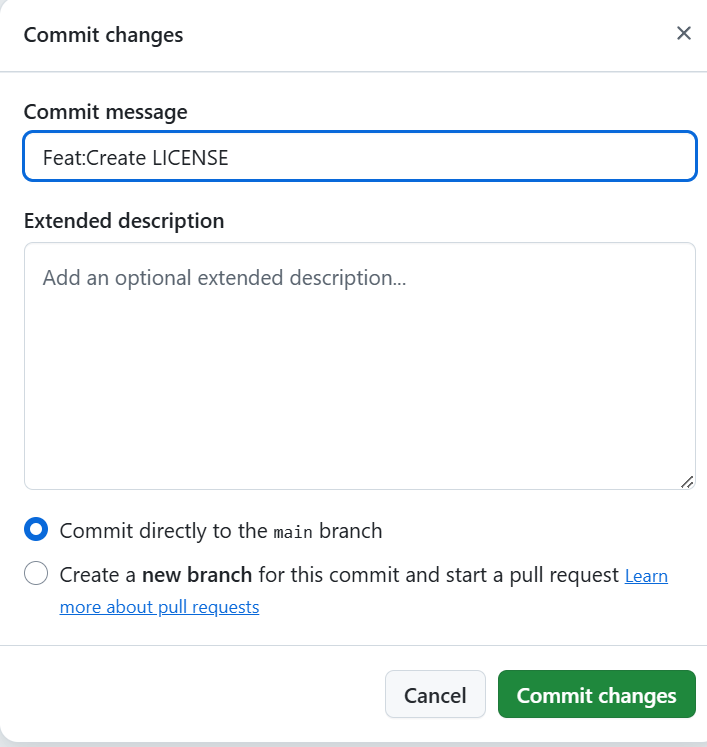 Commit changes
Commit message
Feat:Create LICENSE
Extended description
Add an optional extended description...
Commit directly to the main branch
Create a new branch for this commit and start a pull request Learn
more about pull requests
Cancel
Commit changes